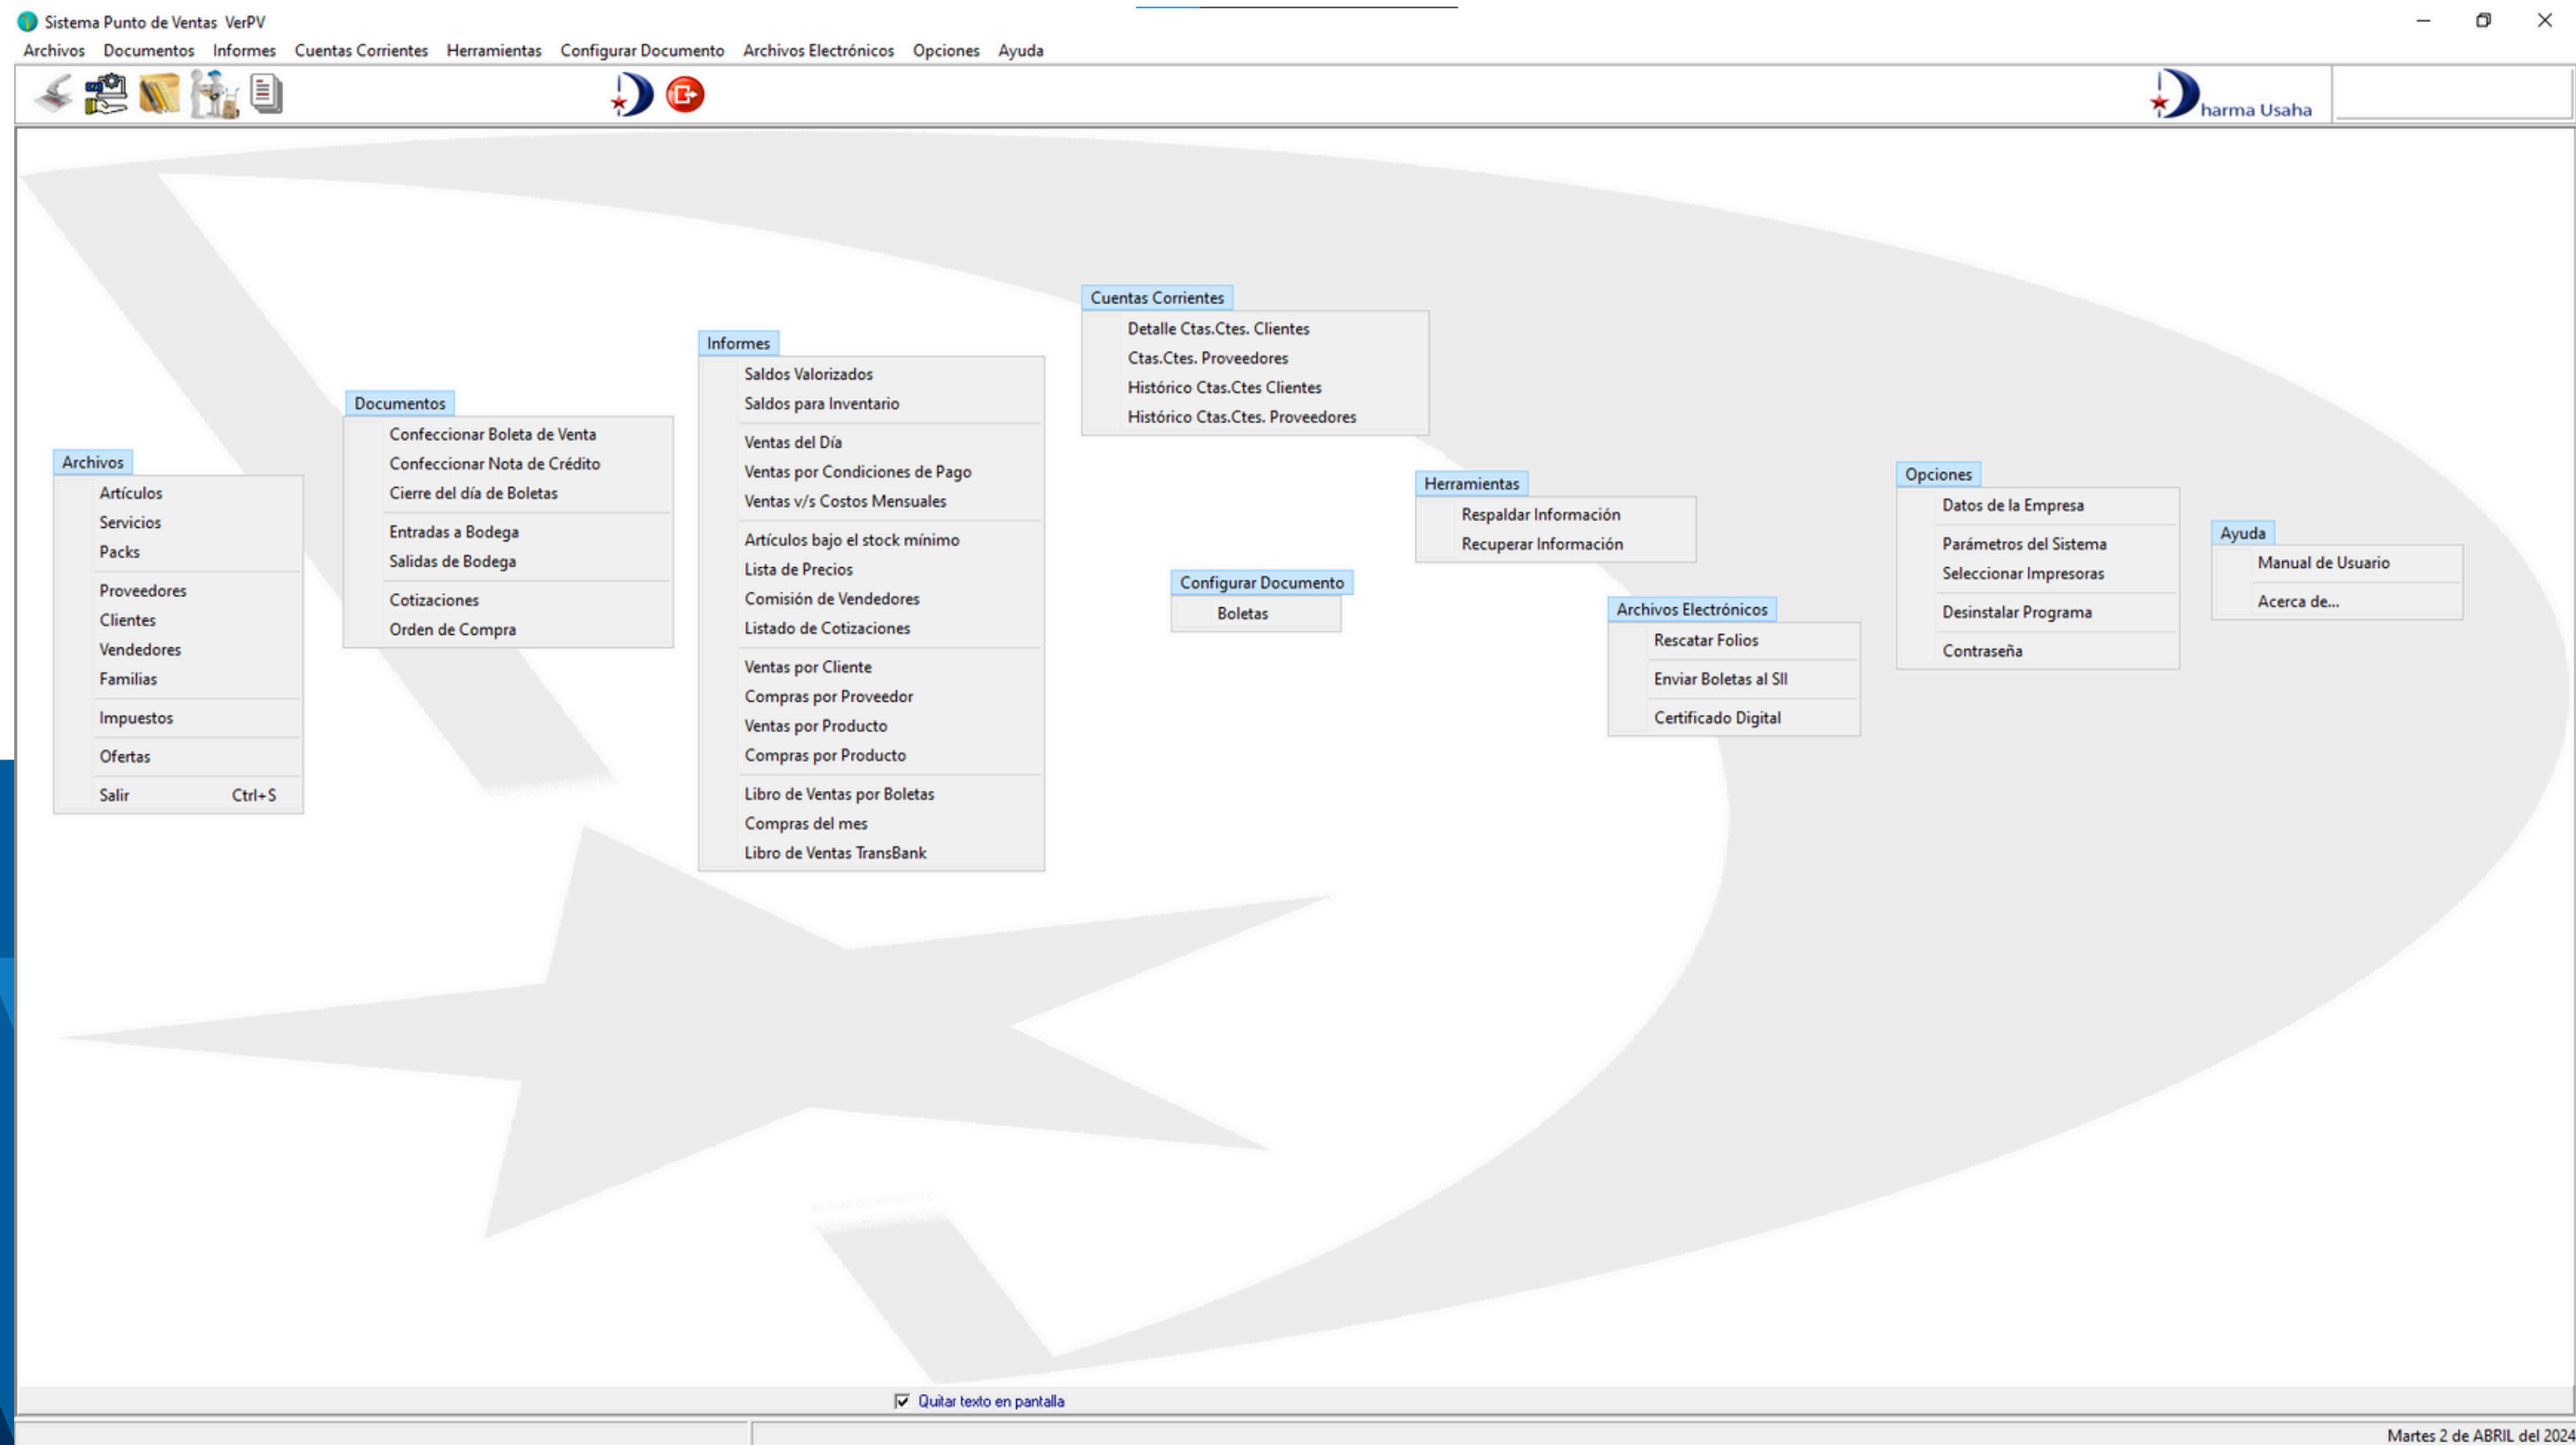 Sistema Punto de Ventas VerPV
Archivos Documentos Informes Cuentas Corrientes Herramientas Configurar Documento Archivos Electrónicos Opciones Ayuda
harma Usaha
Archivos
Artículos
Servicios
Packs
Proveedores
Clientes
Vendedores
Familias
Impuestos
Ofertas
Salir Ctrl+S
Documentos
Confeccionar Boleta de Venta
Confeccionar Nota de Crédito
Cierre del día de Boletas
Entradas a Bodega
Salidas de Bodega
Cotizaciones
Orden de Compra
Informes
Saldos Valorizados
Saldos para Inventario
Ventas del Día
Ventas por Condiciones de Pago
Ventas v/s Costos Mensuales
Artículos bajo el stock mínimo
Lista de Precios
Comisión de Vendedores
Listado de Cotizaciones
Ventas por Cliente
Compras por Proveedor
Ventas por Producto
Compras por Producto
Libro de Ventas por Boletas
Compras del mes
Libro de Ventas TransBank
Cuentas Corrientes
Detalle Ctas.Ctes. Clientes
Ctas.Ctes. Proveedores
Histórico Ctas.Ctes Clientes
Histórico Ctas.Ctes. Proveedores
Configurar Documento
Boletas
Herramientas
Respaldar Información
Recuperar Información
Archivos Electrónicos
Rescatar Folios
Enviar Boletas al SII
Certificado Digital
Opciones
Datos de la Empresa
Parámetros del Sistema
Seleccionar Impresoras
Desinstalar Programa
Contraseña
Ayuda
Manual de Usuario
Acerca de...
Quitar texto en pantalla
Martes 2 de ABRIL del 2024